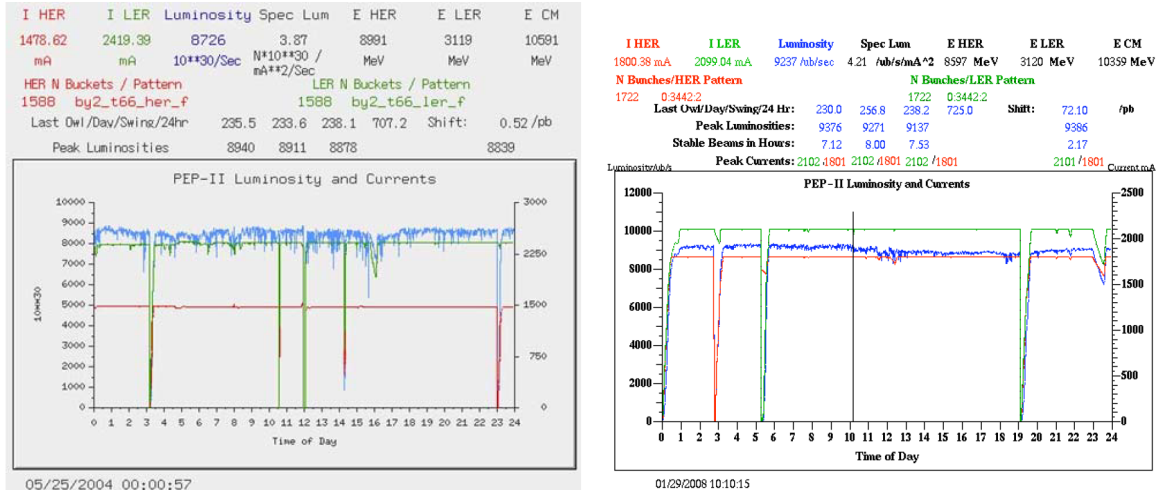 I HER I LER Luminosity Spec Lum E HER E LER E CM
1478.62 2419.39 8726 3.87 8991 3119 10591
mA mA 10**30/Sec N*10**30 / mA**2/Sec MeV MeV MeV
HER N Buckets / Pattern LER N Buckets / Pattern
1588 by2_t66_her_f 1588 by2_t66_ler_f
Last Owl/Day/Swing/24hr 235.5 233.6 238.1 707.2 Shift: 0.52 /pb
Peak Luminosities 8940 8911 8878 8839
PEP-II Luminosity and Currents
10000 3000
9000
8000
2250
7000
6000
5000 1500
4000
3000
750
2000
1000
0 0
10**30
0 1 2 3 4 5 6 7 8 9 10 11 12 13 14 15 16 17 18 19 20 21 22 23 24
Time of Day
05/25/2004 00:00:57
I HER I LER Luminosity Spec Lum E HER E LER E CM
1800.38 mA 2099.04 mA 9237 /ub/sec 4.21 /ub/s/mA^2 8597 MeV 3120 MeV 10359 MeV
N Bunches/HER Pattern N Bunches/LER Pattern
1722 0:3442:2 1722 0:3442:2
Last Owl/Day/Swing/24 Hr: 230.0 256.8 238.2 725.0 Shift: 72.10 /pb
Peak Luminosities: 9376 9271 9137 9386
Stable Beams in Hours: 7.12 8.00 7.53 2.17
Peak Currents: 2102 /1801 2102 /1801 2102 /1801 2101 /1801
Luminosity/ub/s Current mA
PEP-II Luminosity and Currents
12000 2500
10000
2000
8000
1500
6000
1000
4000
500
2000
0 0
0 1 2 3 4 5 6 7 8 9 10 11 12 13 14 15 16 17 18 19 20 21 22 23 24
Time of Day
01/29/2008 10:10:15